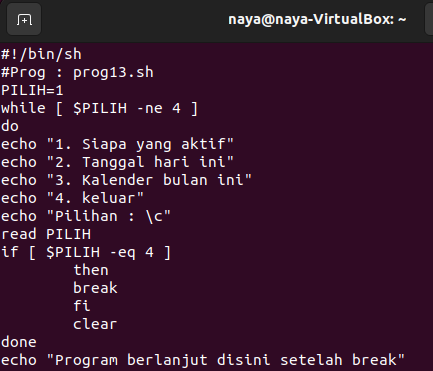 naya@naya-VirtualBox: ~
#!/bin/sh
#Prog : prog13.sh
PILIH=1
while [ $PILIH -ne 4 ]
do
echo "1. Siapa yang aktif"
echo "2. Tanggal hari ini"
echo "3. Kalender bulan ini"
echo "4. keluar"
echo "Pilihan : \c"
read PILIH
if [ $PILIH -eq 4 ]
        then
        break
        fi
        clear
done
echo "Program berlanjut disini setelah break"